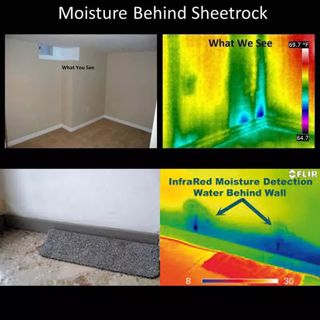 Moisture Behind Sheetrock
What You See
What We See
69.7 °F
64.7
FLIR
InfraRed Moisture Detection
Water Behind Wall
8
30